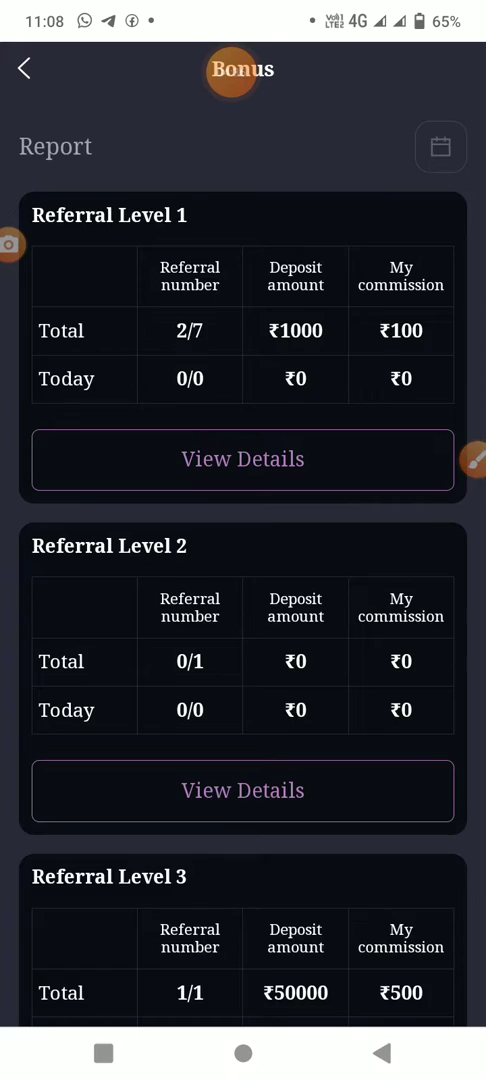 11:08 Vo)) LTE2 4G 65%
Bonus
Report
Referral Level 1
Referral number Deposit amount My commission
Total 2/7 ₹1000 ₹100
Today 0/0 ₹0 ₹0
View Details
Referral Level 2
Referral number Deposit amount My commission
Total 0/1 ₹0 ₹0
Today 0/0 ₹0 ₹0
View Details
Referral Level 3
Referral number Deposit amount My commission
Total 1/1 ₹50000 ₹500